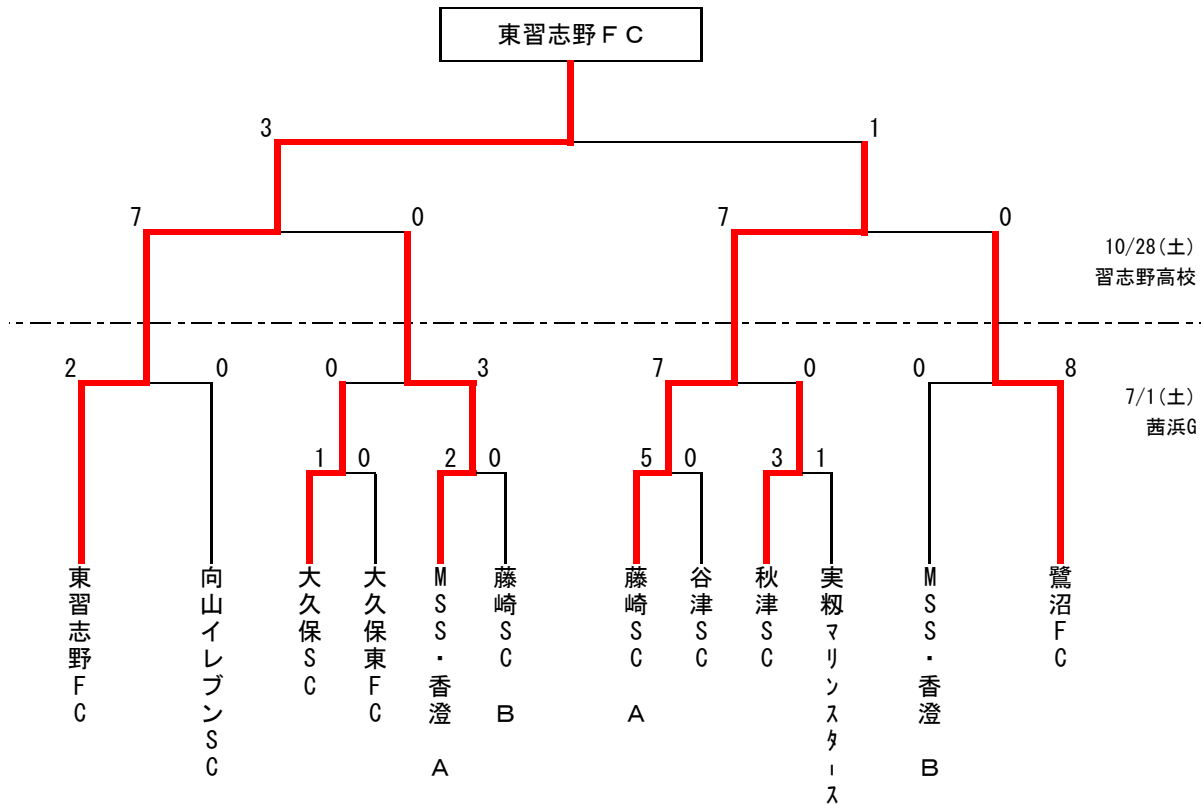 東習志野ＦＣ
3
1
7
0
7
0
10/28(土)
習志野高校
2
0
0
3
7
0
0
8
7/1(土)
茜浜G
1
0
2
0
5
0
3
1
東習志野FC
向山イレブンSC
大久保SC
大久保東FC
MSS・香澄 A
藤崎SC B
藤崎SC A
谷津SC
秋津SC
実籾ﾏﾘﾝｽﾀｰｽ
MSS・香澄 B
鷺沼FC